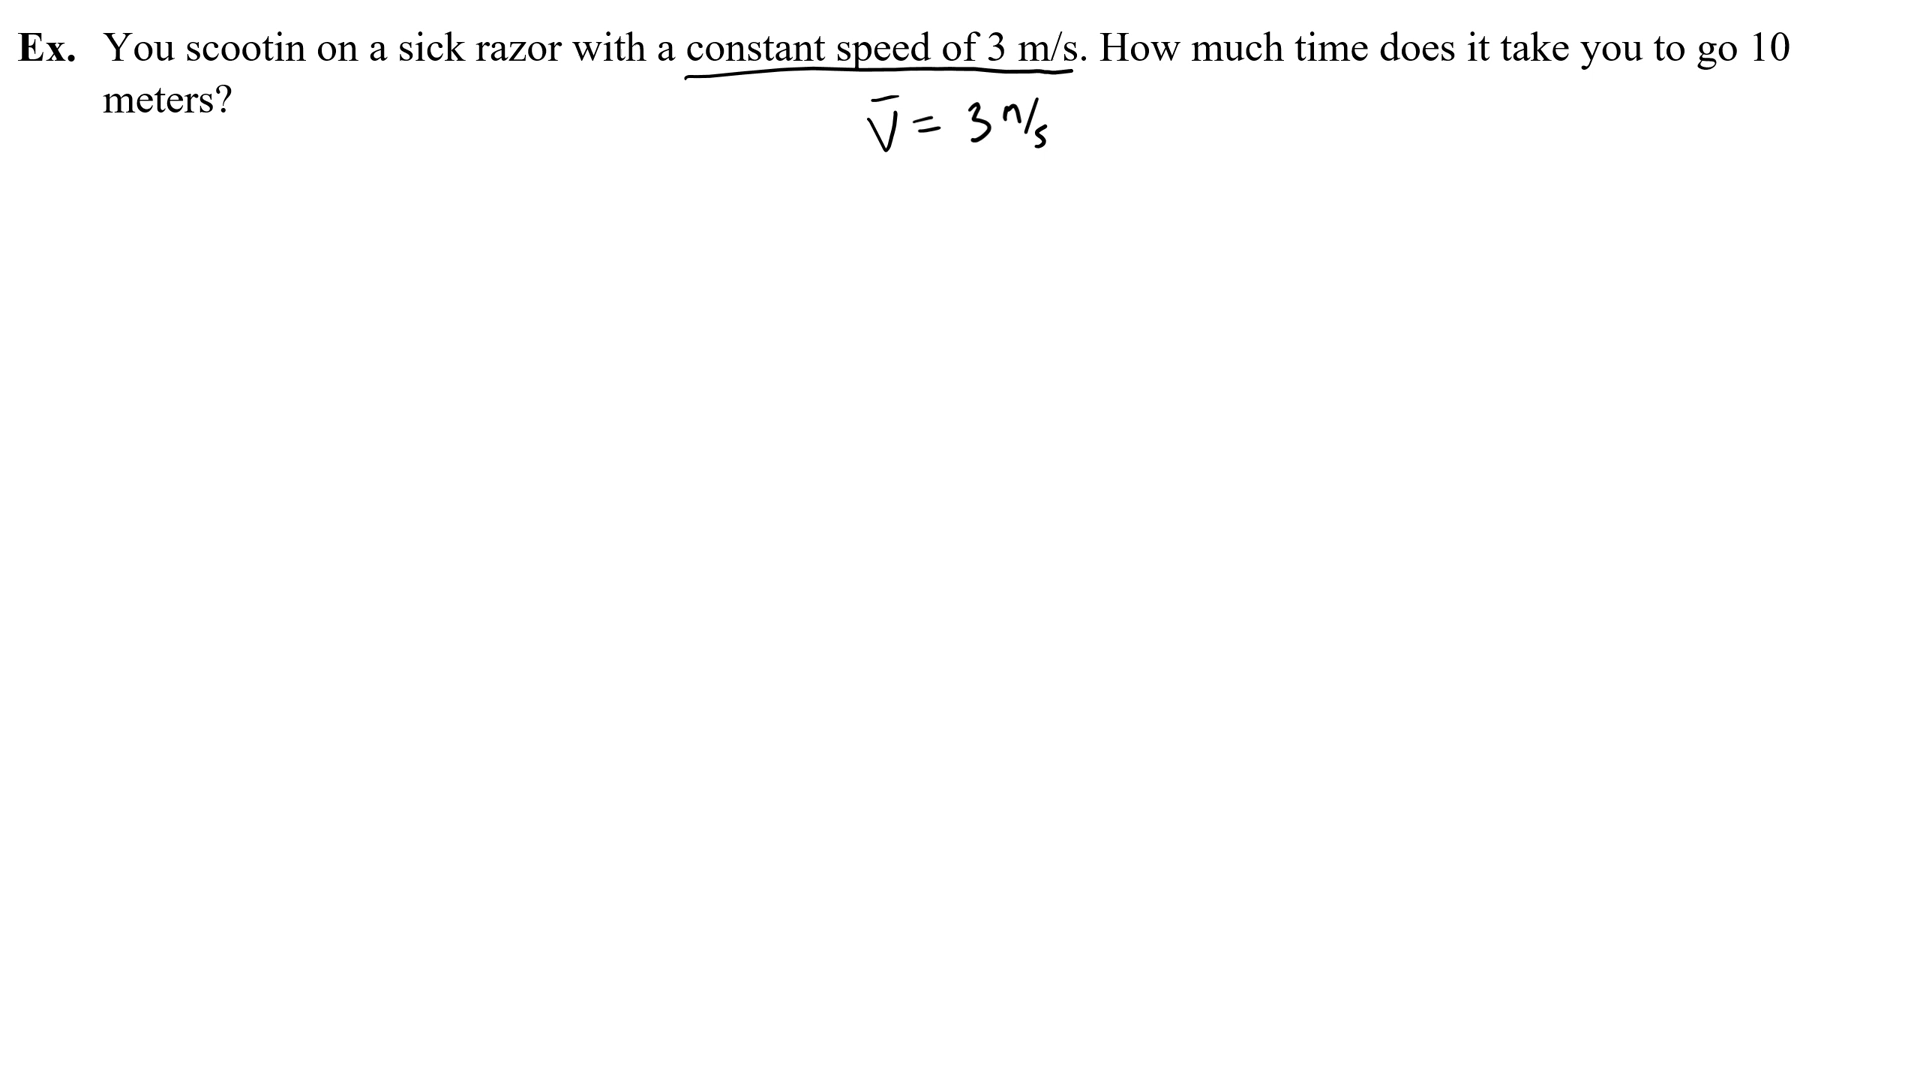 Ex. You scootin on a sick razor with a constant speed of 3 m/s. How much time does it take you to go 10
meters?
v̅ = 3 m/s